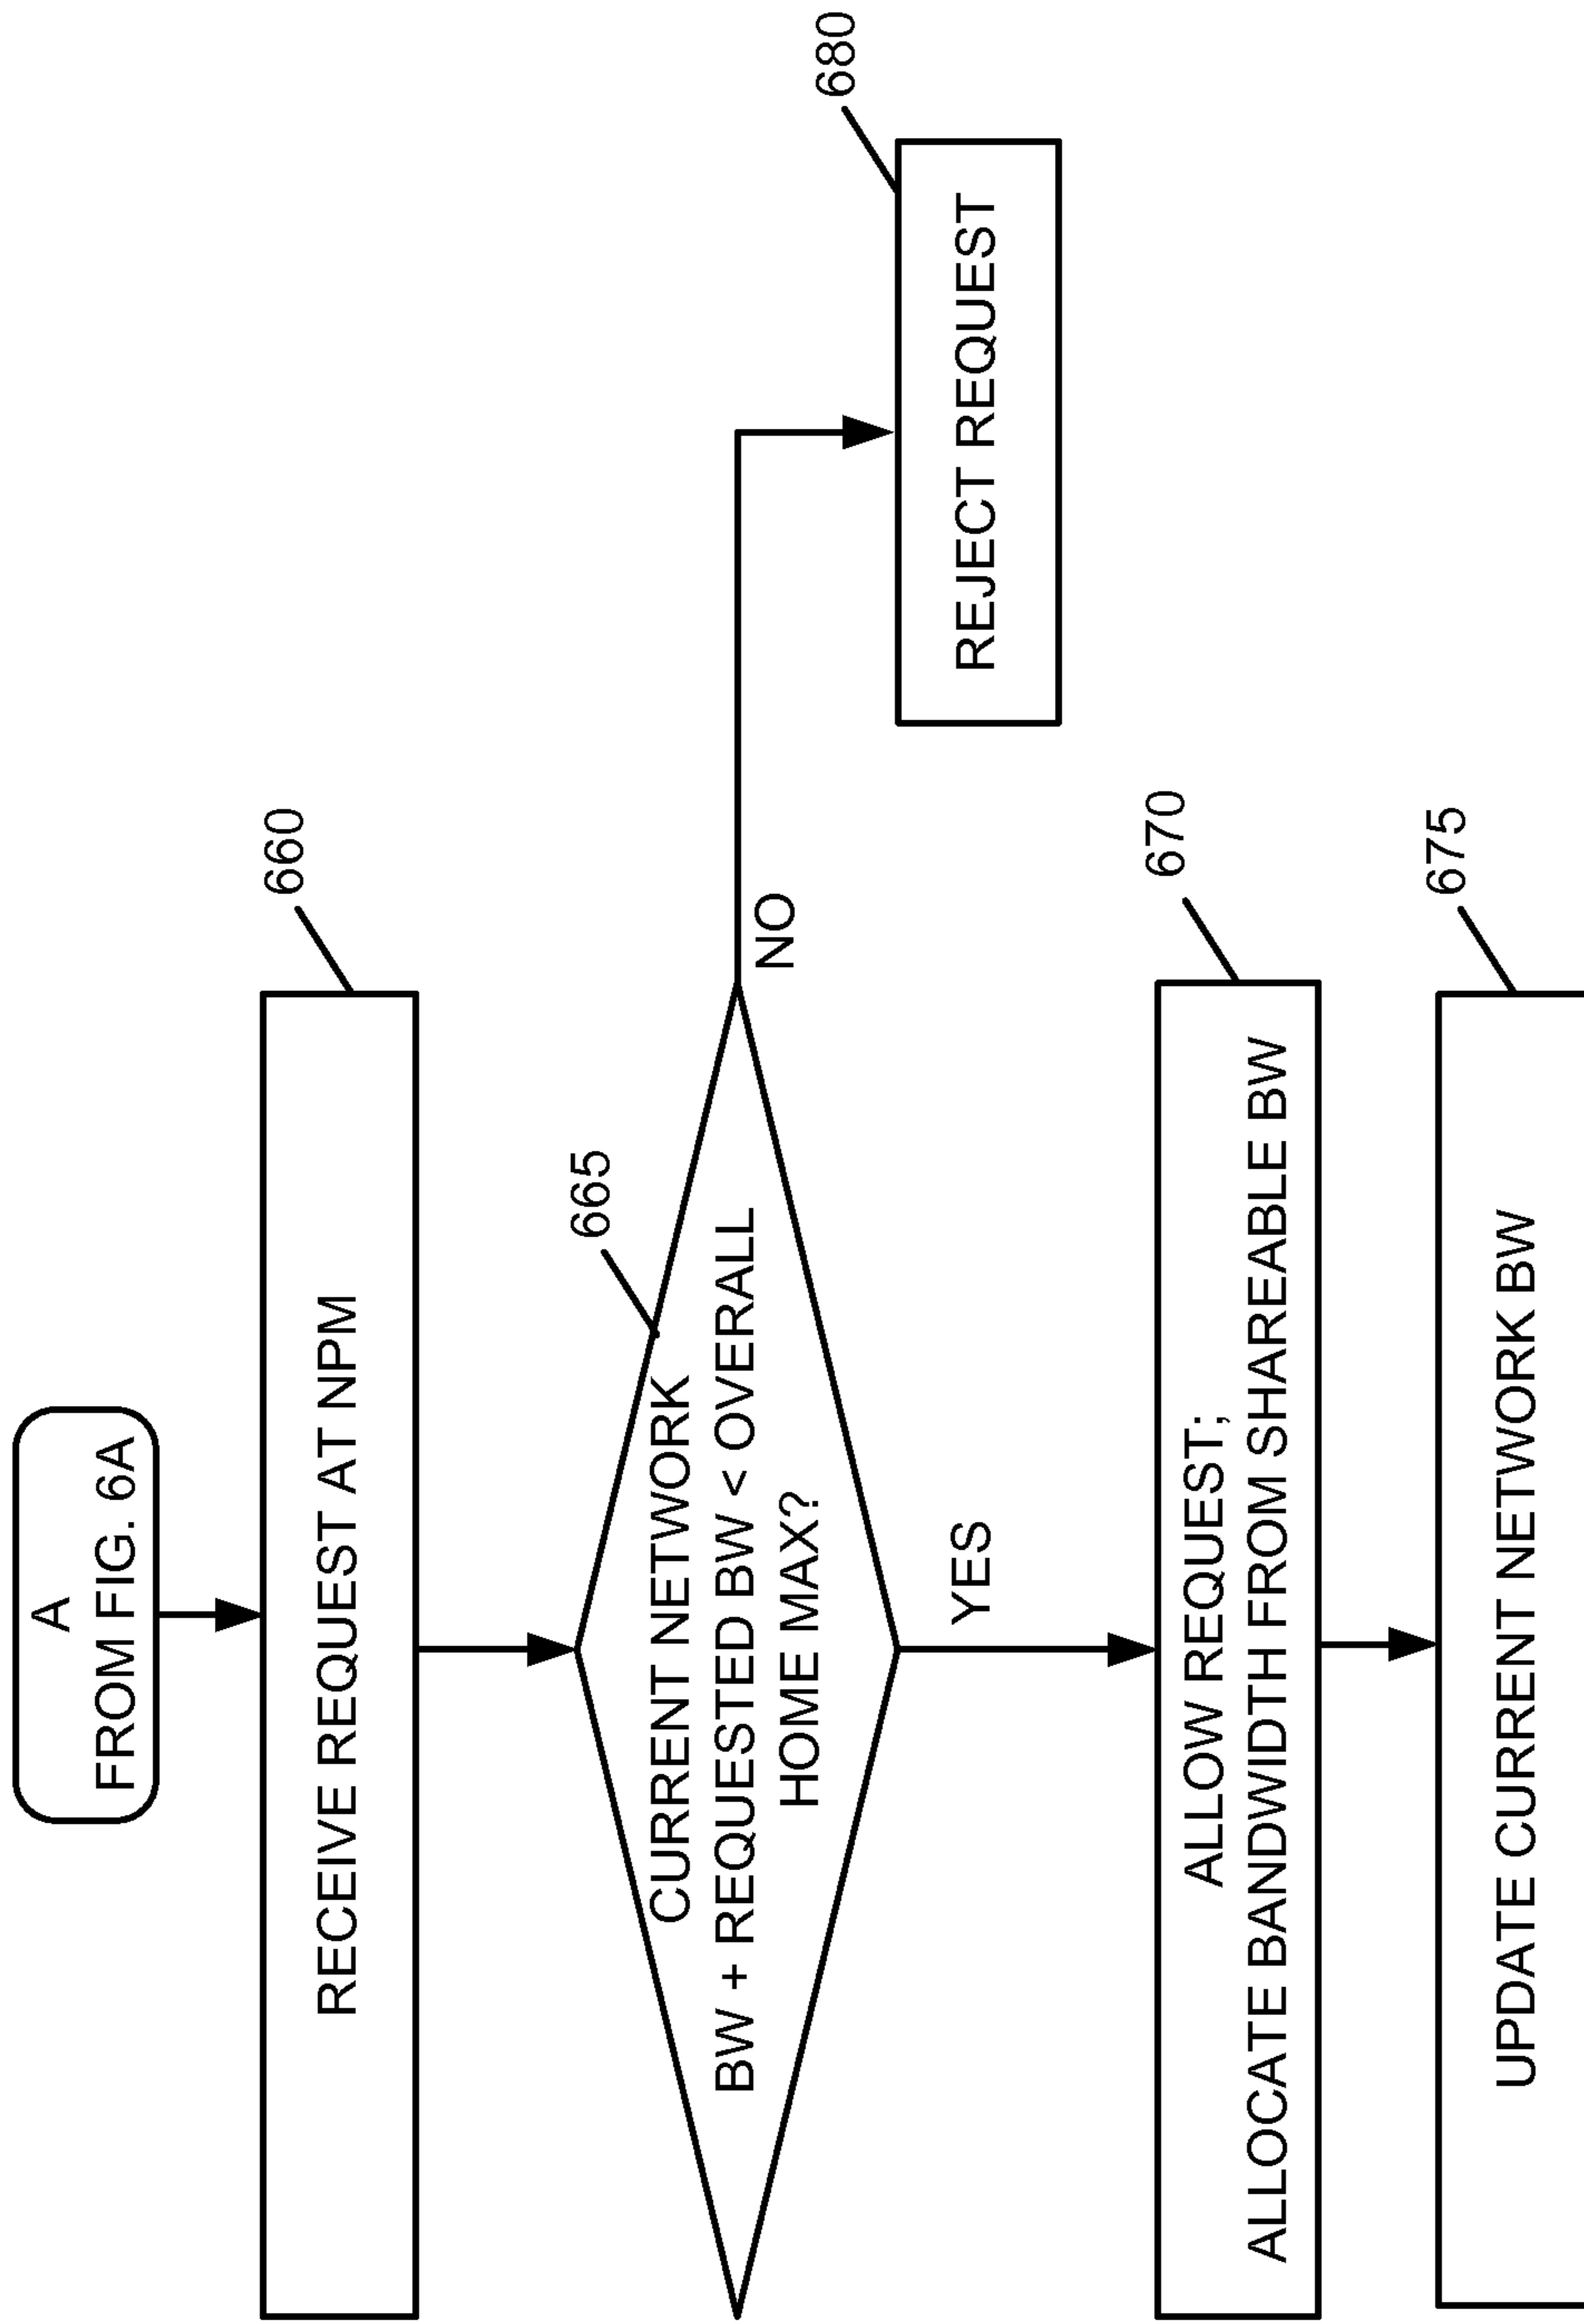 A
FROM FIG. 6A
660
RECEIVE REQUEST AT NPM
665
CURRENT NETWORK
BW + REQUESTED BW < OVERALL
HOME MAX?
NO
680
REJECT REQUEST
YES
670
ALLOW REQUEST;
ALLOCATE BANDWIDTH FROM SHAREABLE BW
675
UPDATE CURRENT NETWORK BW